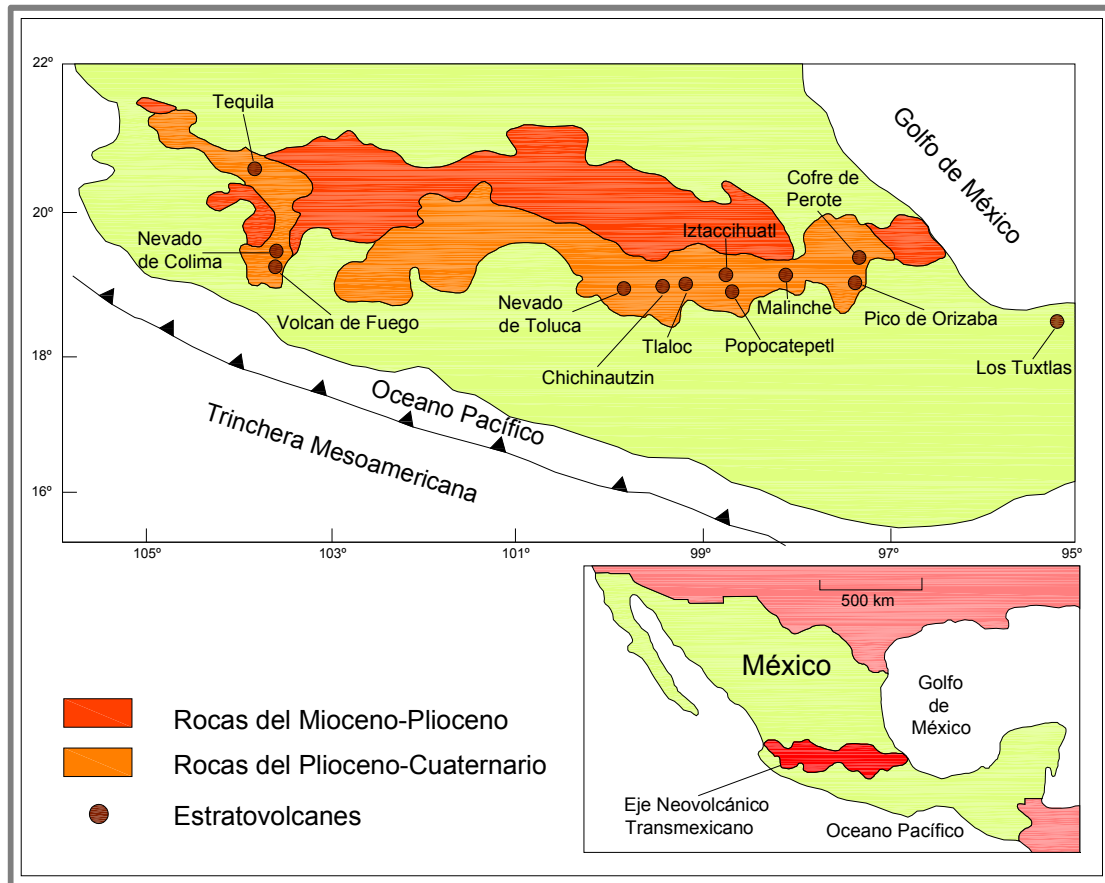 22º
20º
18º
16º
105º
103º
101º
99º
97º
95º
Tequila
Golfo de México
Cofre de
Perote
Iztaccihuatl
Nevado
de Colima
Volcan de Fuego
Nevado
de Toluca
Malinche
Pico de Orizaba
Tlaloc
Popocatepetl
Chichinautzin
Los Tuxtlas
Oceano Pacífico
Trinchera Mesoamericana
500 km
México
Golfo
de
México
Eje Neovolcánico
Transmexicano
Oceano Pacífico
Rocas del Mioceno-Plioceno
Rocas del Plioceno-Cuaternario
Estratovolcanes